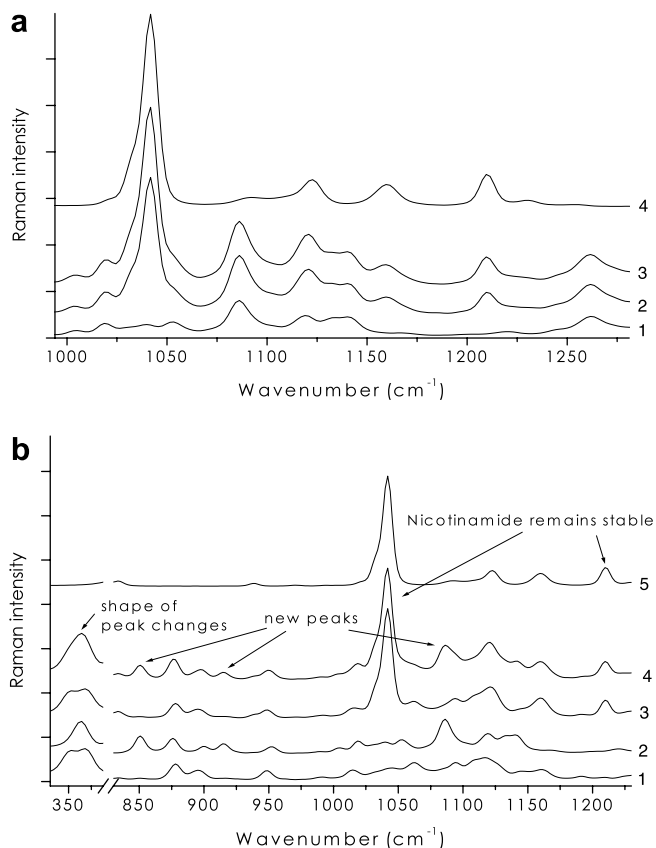 a
Raman intensity
4
3
2
1
1000 1050 1100 1150 1200 1250
Wavenumber (cm-1)
b
Raman intensity
Nicotinamide remains stable
shape of
peak changes
new peaks
5
4
3
2
1
350 850 900 950 1000 1050 1100 1150 1200
Wavenumber (cm-1)